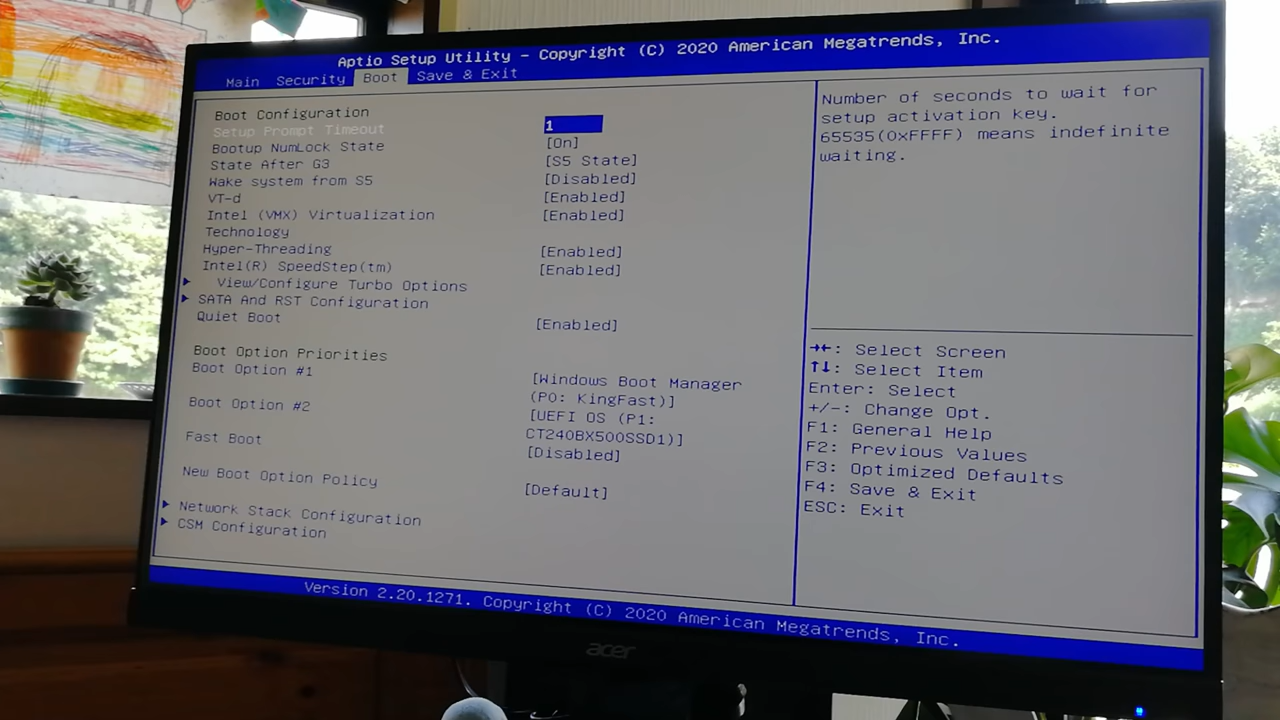 Aptio Setup Utility – Copyright (C) 2020 American Megatrends, Inc.
Main Security Boot Save & Exit
Boot Configuration
Setup Prompt Timeout 1
Bootup NumLock State [On]
State After G3 [S5 State]
Wake system from S5 [Disabled]
VT-d [Enabled]
Intel (VMX) Virtualization [Enabled]
Technology
Hyper-Threading [Enabled]
Intel(R) SpeedStep(tm) [Enabled]
View/Configure Turbo Options
SATA And RST Configuration
Quiet Boot [Enabled]
Boot Option Priorities
Boot Option #1 [Windows Boot Manager
(P0: KingFast)]
Boot Option #2 [UEFI OS (P1:
CT240BX500SSD1)]
Fast Boot [Disabled]
New Boot Option Policy [Default]
Network Stack Configuration
CSM Configuration
Number of seconds to wait for
setup activation key.
65535(0xFFFF) means indefinite
waiting.
→←: Select Screen
↑↓: Select Item
Enter: Select
+/-: Change Opt.
F1: General Help
F2: Previous Values
F3: Optimized Defaults
F4: Save & Exit
ESC: Exit
Version 2.20.1271. Copyright (C) 2020 American Megatrends, Inc.
acer